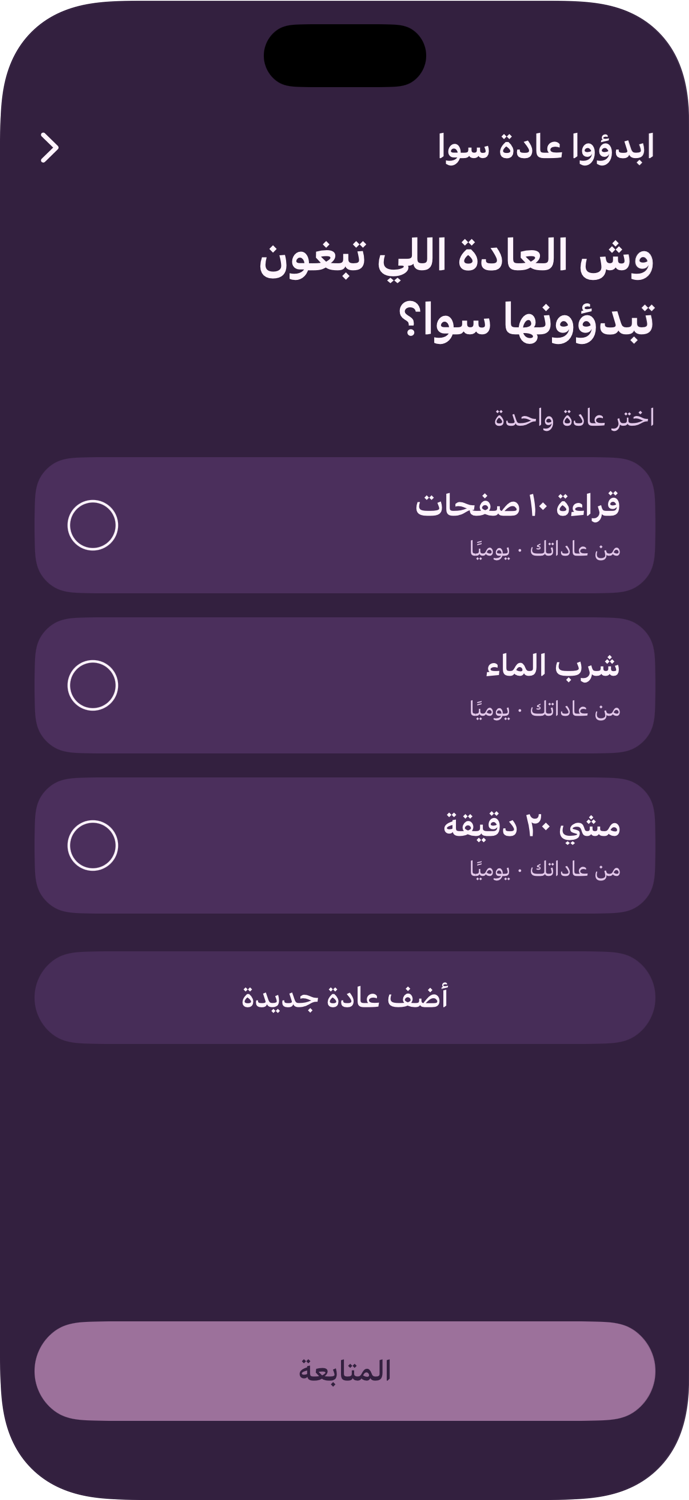 ابدؤوا عادة سوا
وش العادة اللي تبغون
تبدؤونها سوا؟
اختر عادة واحدة
قراءة ١٠ صفحات
من عاداتك · يوميًا
شرب الماء
من عاداتك · يوميًا
مشي ٢٠ دقيقة
من عاداتك · يوميًا
أضف عادة جديدة
المتابعة